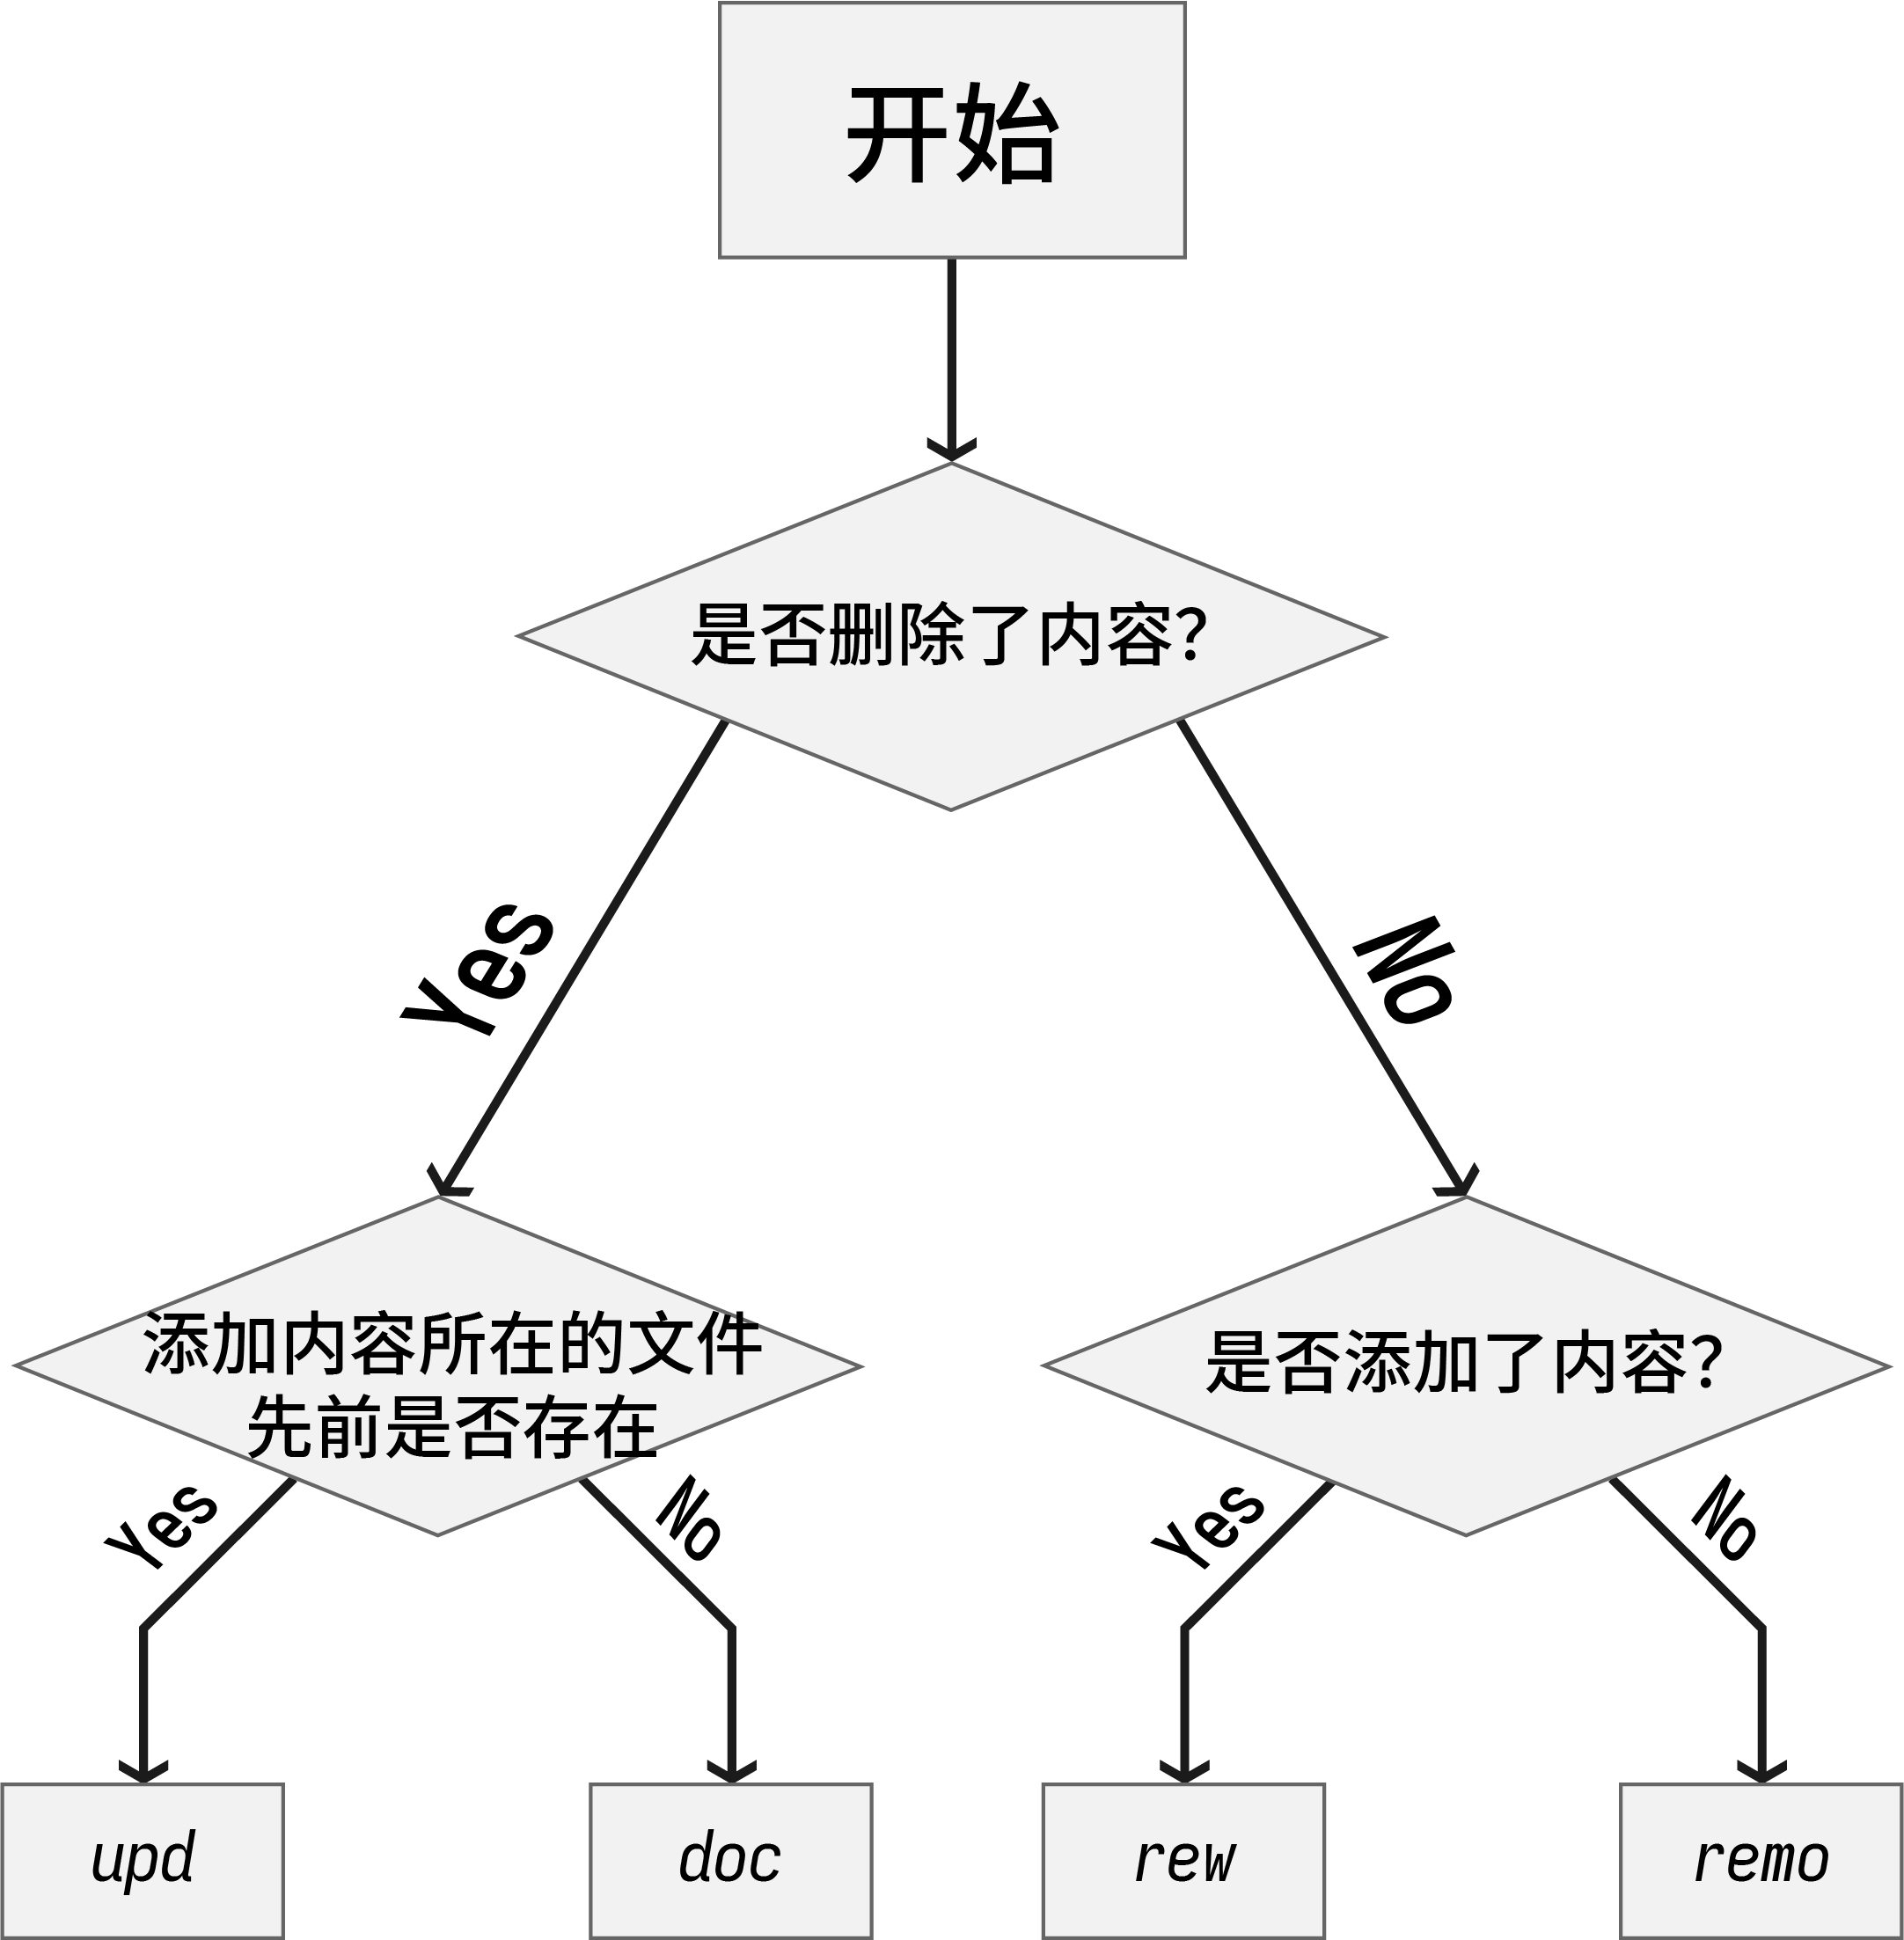 开始
是否删除了内容？
Yes
No
添加内容所在的文件
先前是否存在
是否添加了内容？
Yes
No
Yes
No
upd
doc
rew
remo